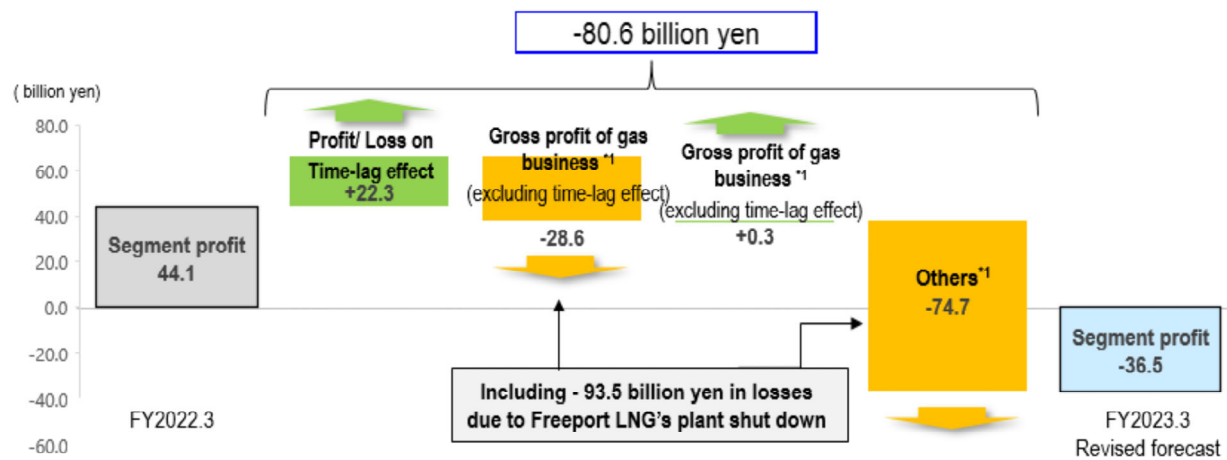 -80.6 billion yen
( billion yen)
80.0
60.0
40.0
20.0
0.0
-20.0
-40.0
-60.0
Segment profit
44.1
FY2022.3
Profit/ Loss on
Time-lag effect
+22.3
Gross profit of gas
business *1
(excluding time-lag effect)
-28.6
Gross profit of gas
business *1
(excluding time-lag effect)
+0.3
Others*1
-74.7
Including - 93.5 billion yen in losses
due to Freeport LNG's plant shut down
Segment profit
-36.5
FY2023.3
Revised forecast